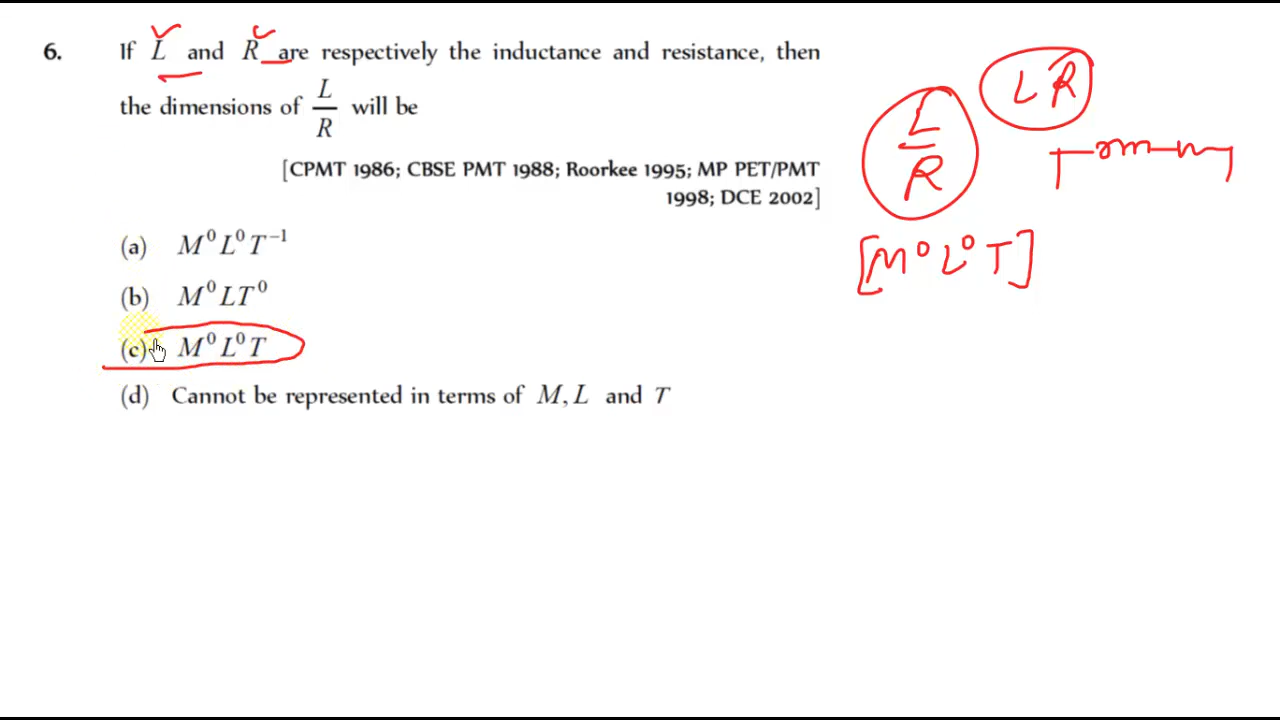 6. If L and R are respectively the inductance and resistance, then
the dimensions of L/R will be
[CPMT 1986; CBSE PMT 1988; Roorkee 1995; MP PET/PMT
1998; DCE 2002]
(a) M⁰L⁰T⁻¹
(b) M⁰LT⁰
(c) M⁰L⁰T
(d) Cannot be represented in terms of M, L and T
LR
L/R
[M⁰L⁰T]